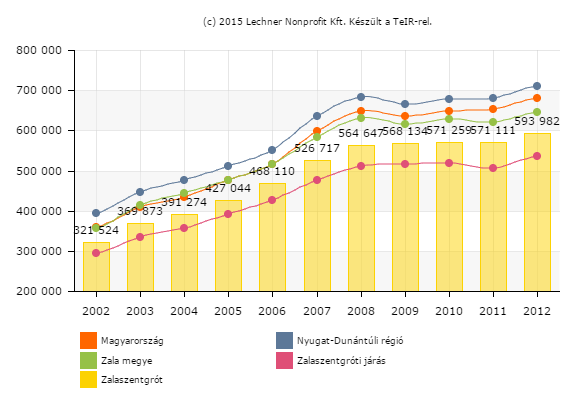 (c) 2015 Lechner Nonprofit Kft. Készült a TeIR-rel.
800 000
700 000
600 000
500 000
400 000
300 000
200 000
321 524
369 873
391 274
427 044
468 110
526 717
564 647
568 134
571 259
571 111
593 982
2002 2003 2004 2005 2006 2007 2008 2009 2010 2011 2012
Magyarország
Nyugat-Dunántúli régió
Zala megye
Zalaszentgróti járás
Zalaszentgrót